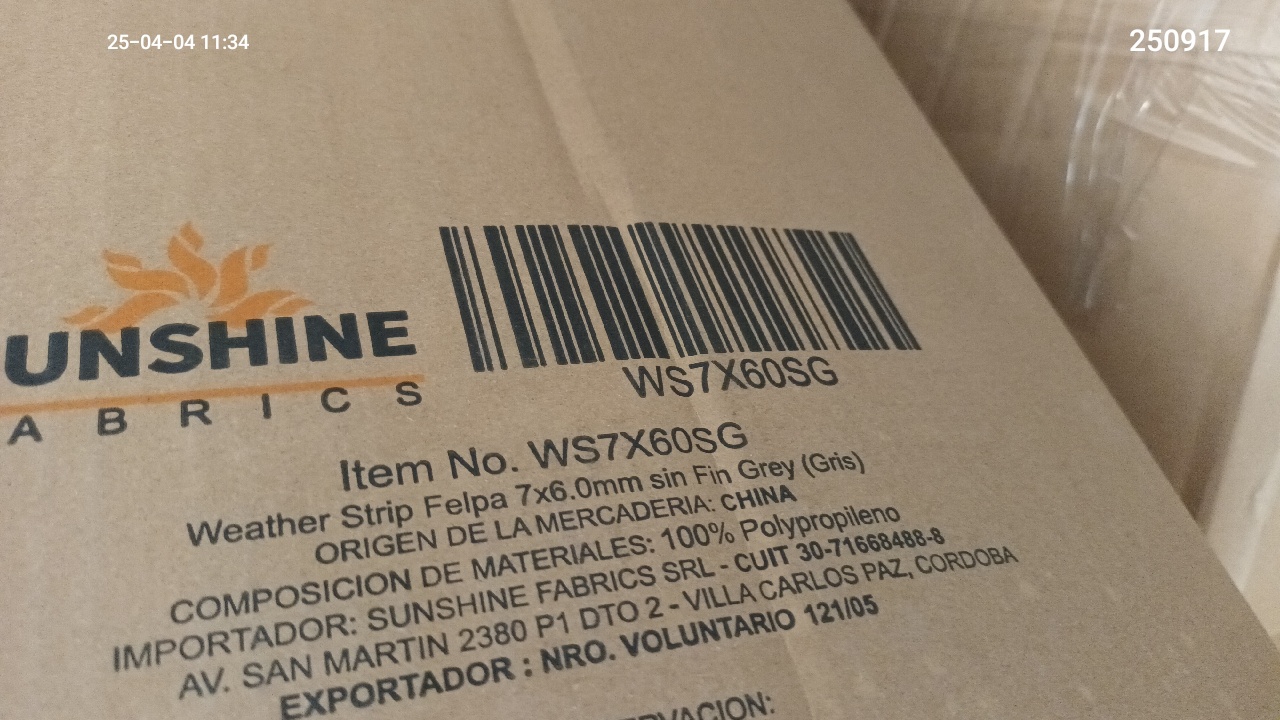 25-04-04 11:34
250917
UNSHINE
ABRICS
WS7X60SG
Item No. WS7X60SG
Weather Strip Felpa 7x6.0mm sin Fin Grey (Gris)
ORIGEN DE LA MERCADERIA: CHINA
COMPOSICION DE MATERIALES: 100% Polypropileno
IMPORTADOR: SUNSHINE FABRICS SRL - CUIT 30-71668488-8
AV. SAN MARTIN 2380 P1 DTO 2 - VILLA CARLOS PAZ, CORDOBA
EXPORTADOR : NRO. VOLUNTARIO 121/05